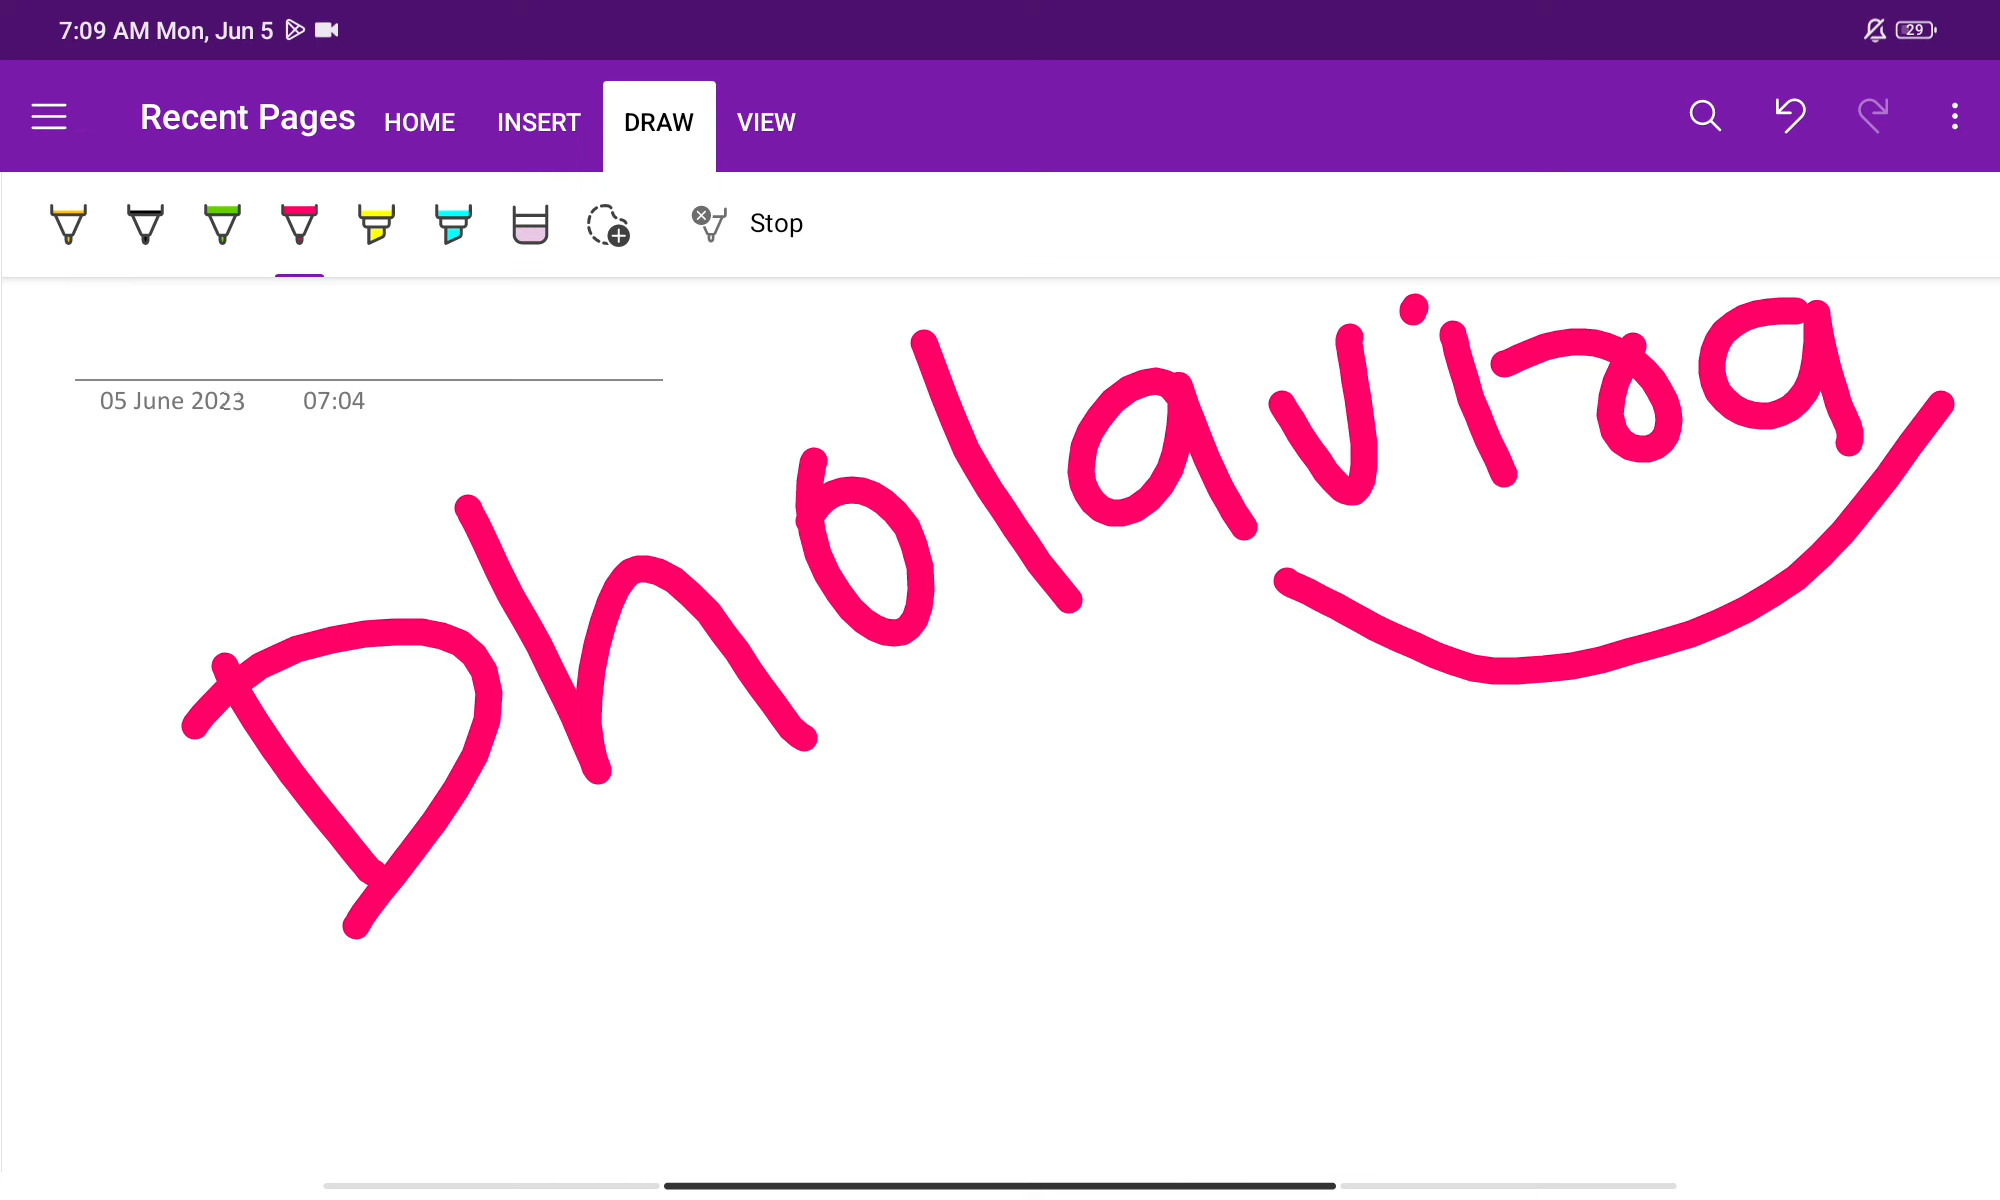 7:09 AM Mon, Jun 5
29
Recent Pages HOME INSERT DRAW VIEW
Stop
05 June 2023 07:04
Dholavira